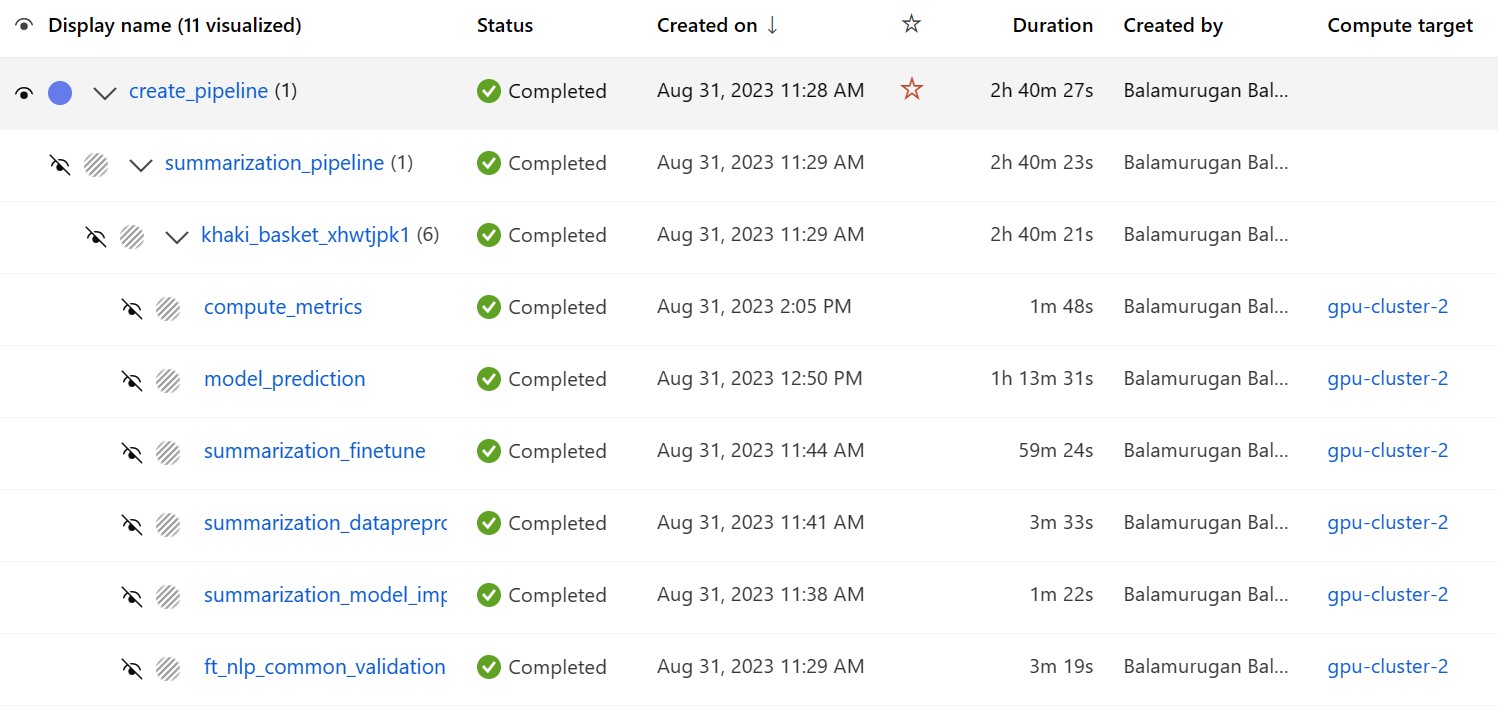 Display name (11 visualized) Status Created on ↓ Duration Created by Compute target
create_pipeline (1) Completed Aug 31, 2023 11:28 AM 2h 40m 27s Balamurugan Bal...
summarization_pipeline (1) Completed Aug 31, 2023 11:29 AM 2h 40m 23s Balamurugan Bal...
khaki_basket_xhwtjpk1 (6) Completed Aug 31, 2023 11:29 AM 2h 40m 21s Balamurugan Bal...
compute_metrics Completed Aug 31, 2023 2:05 PM 1m 48s Balamurugan Bal... gpu-cluster-2
model_prediction Completed Aug 31, 2023 12:50 PM 1h 13m 31s Balamurugan Bal... gpu-cluster-2
summarization_finetune Completed Aug 31, 2023 11:44 AM 59m 24s Balamurugan Bal... gpu-cluster-2
summarization_dataprepro Completed Aug 31, 2023 11:41 AM 3m 33s Balamurugan Bal... gpu-cluster-2
summarization_model_imp Completed Aug 31, 2023 11:38 AM 1m 22s Balamurugan Bal... gpu-cluster-2
ft_nlp_common_validation Completed Aug 31, 2023 11:29 AM 3m 19s Balamurugan Bal... gpu-cluster-2